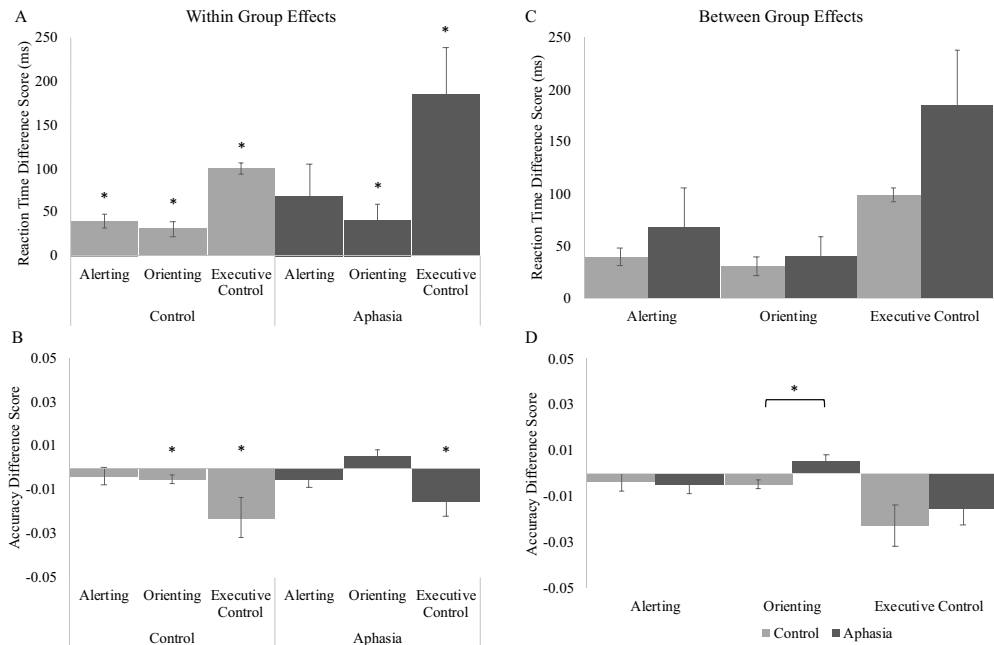 A
Within Group Effects
Reaction Time Difference Score (ms)
250
200
150
100
50
0
*
*
*
*
*
Alerting
Orienting
Executive
Control
Alerting
Orienting
Executive
Control
Control
Aphasia
B
Accuracy Difference Score
0.05
0.03
0.01
-0.01
-0.03
-0.05
*
*
*
Alerting
Orienting
Executive
Control
Alerting
Orienting
Executive
Control
Control
Aphasia
C
Between Group Effects
Reaction Time Difference Score (ms)
250
200
150
100
50
0
Alerting
Orienting
Executive Control
D
Accuracy Difference Score
0.05
0.03
0.01
-0.01
-0.03
-0.05
*
Alerting
Orienting
Executive Control
Control
Aphasia